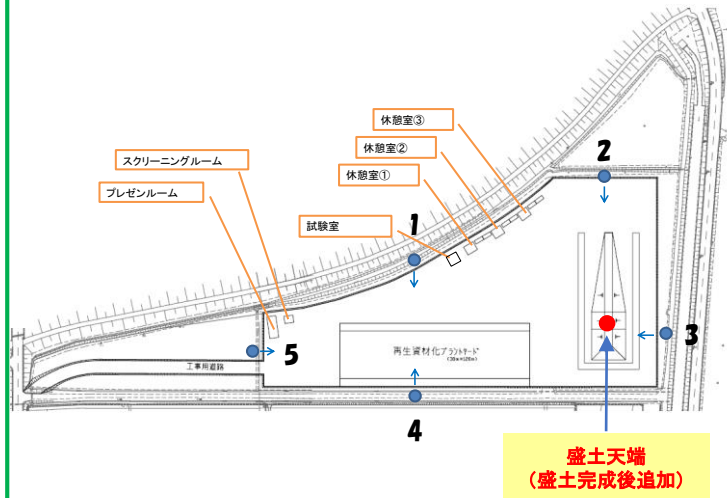 休憩室③
休憩室②
休憩室①
スクリーニングルーム
プレゼンルーム
試験室
1
2
3
4
5
再生資材化プラントヤード
工事用道路
盛土天端
（盛土完成後追加）